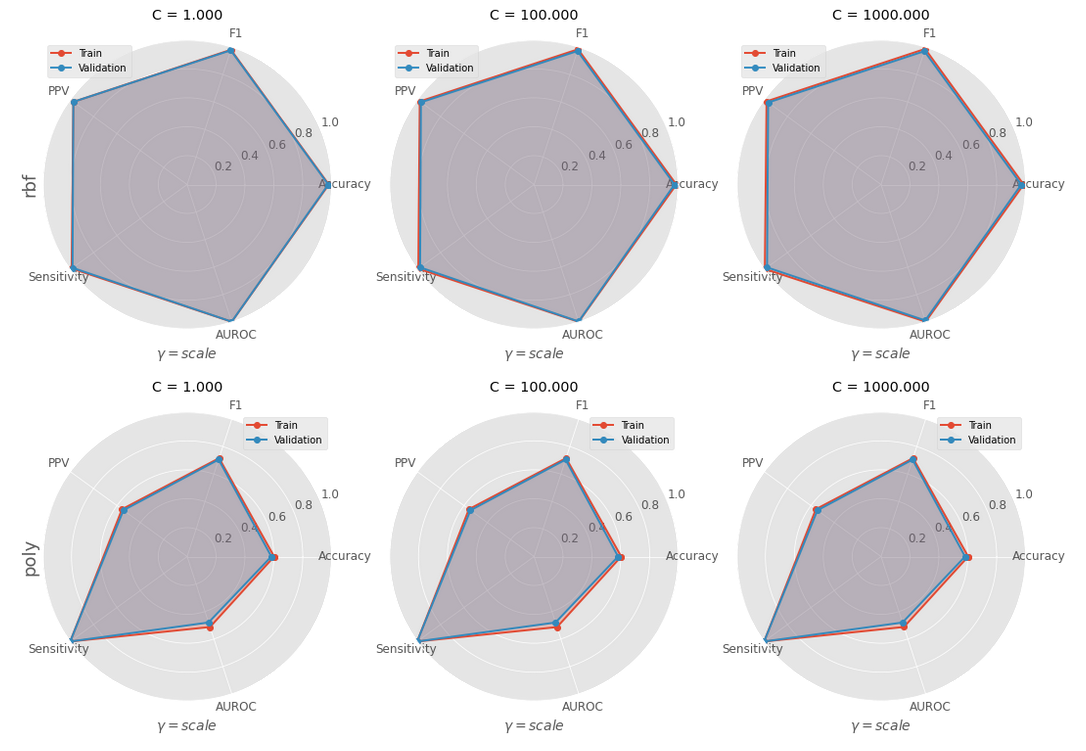 C = 1.000
F1
Train
Validation
PPV
1.0
0.8
0.6
0.4
0.2
Accuracy
Sensitivity
AUROC
γ = scale
rbf
C = 100.000
F1
Train
Validation
PPV
1.0
0.8
0.6
0.4
0.2
Accuracy
Sensitivity
AUROC
γ = scale
C = 1000.000
F1
Train
Validation
PPV
1.0
0.8
0.6
0.4
0.2
Accuracy
Sensitivity
AUROC
γ = scale
C = 1.000
F1
Train
Validation
PPV
1.0
0.8
0.6
0.4
0.2
Accuracy
Sensitivity
AUROC
γ = scale
poly
C = 100.000
F1
Train
Validation
PPV
1.0
0.8
0.6
0.4
0.2
Accuracy
Sensitivity
AUROC
γ = scale
C = 1000.000
F1
Train
Validation
PPV
1.0
0.8
0.6
0.4
0.2
Accuracy
Sensitivity
AUROC
γ = scale